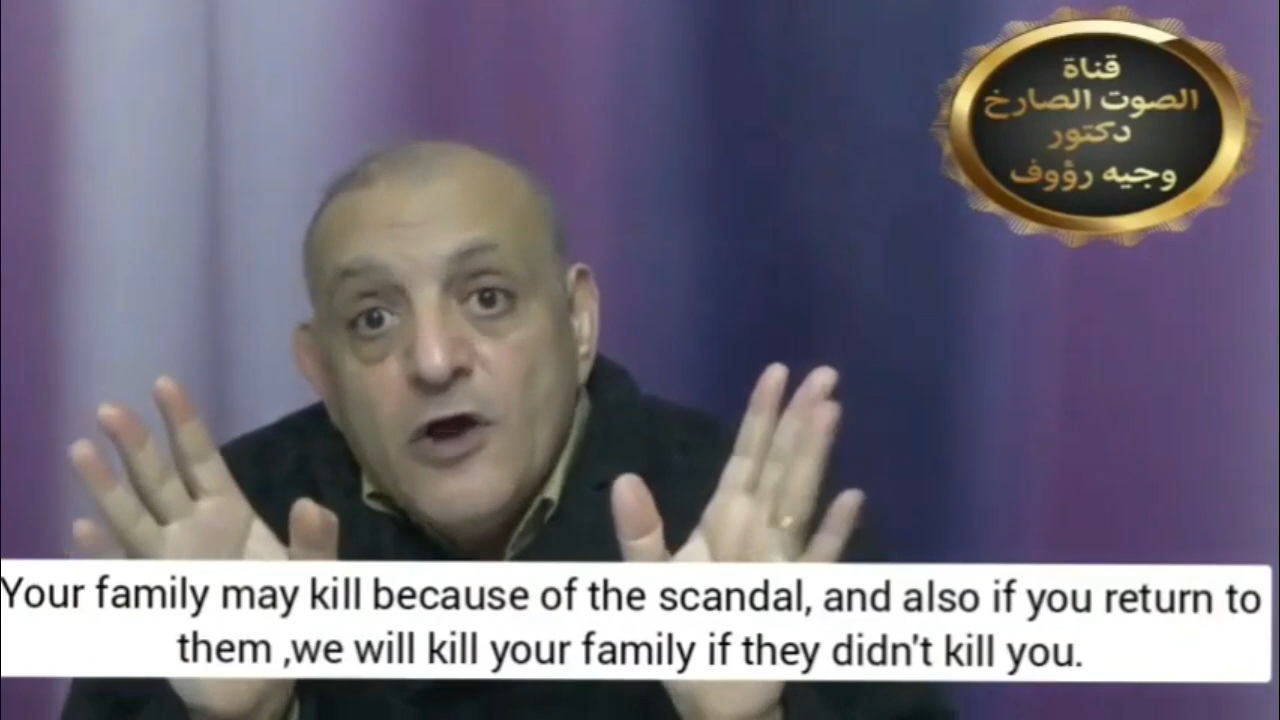 قناة
الصوت الصارخ
دكتور
وجيه رؤوف
Your family may kill because of the scandal, and also if you return to
them ,we will kill your family if they didn't kill you.